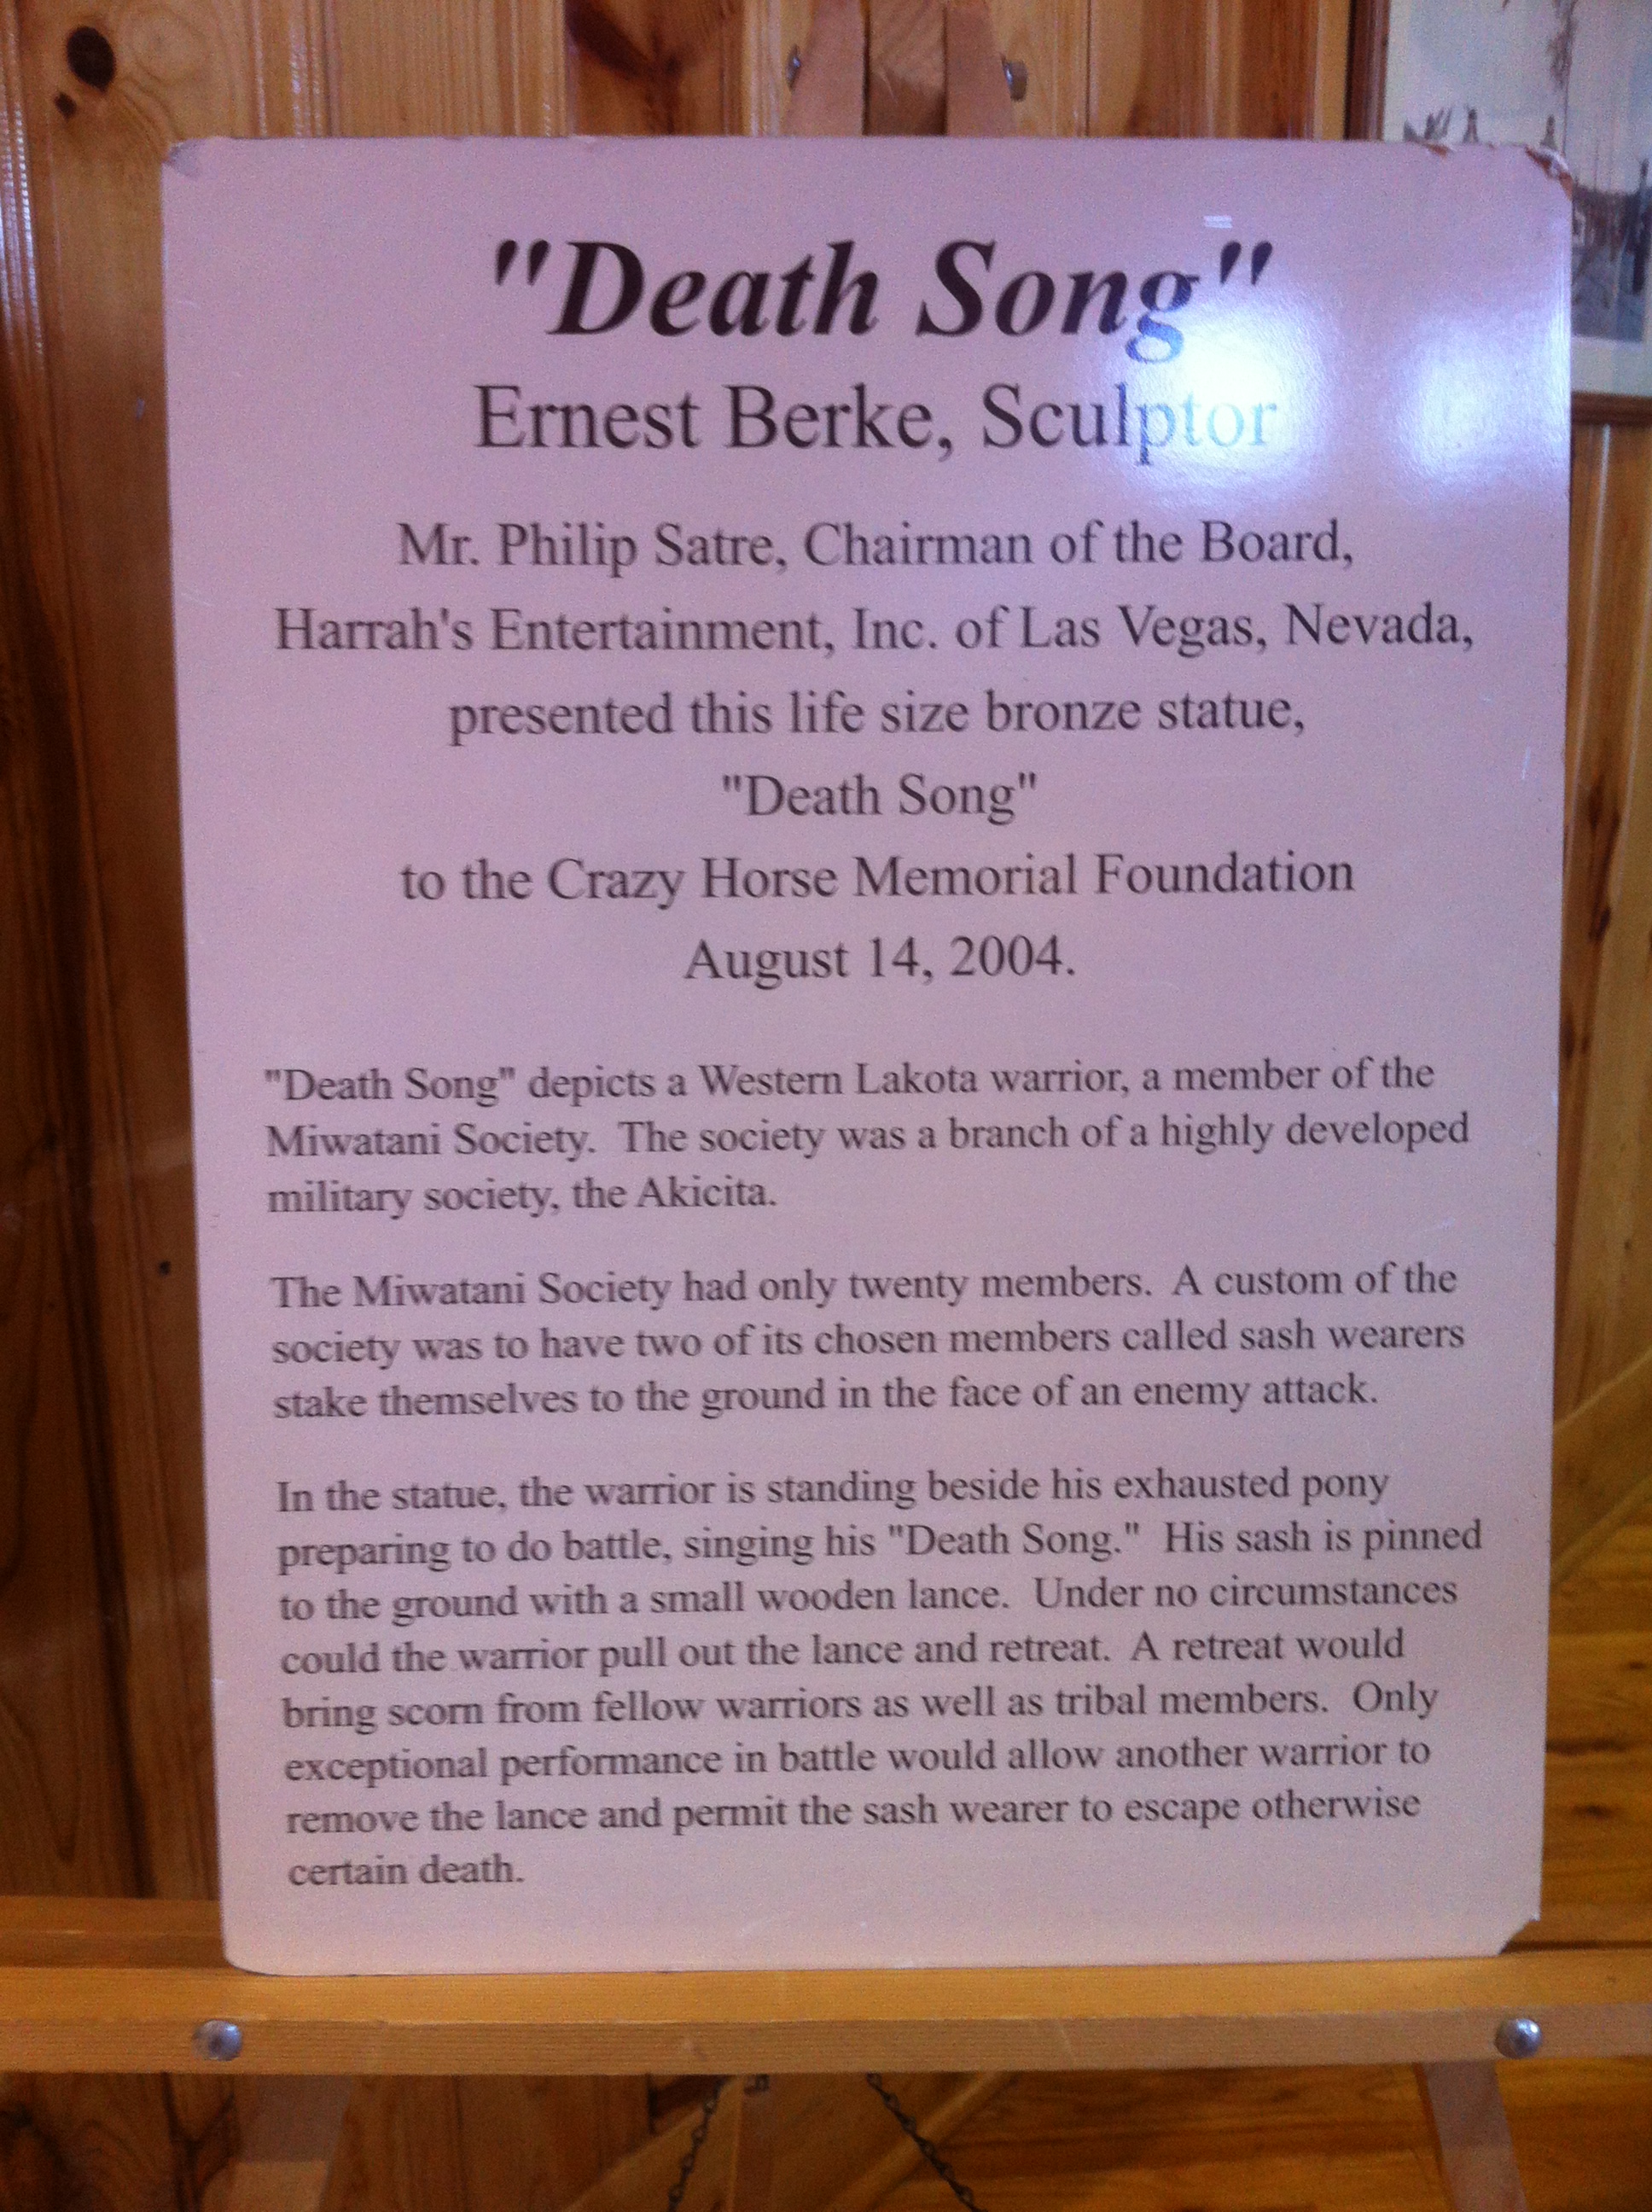 "Death Song"
Ernest Berke, Sculptor
Mr. Philip Satre, Chairman of the Board,
Harrah's Entertainment, Inc. of Las Vegas, Nevada,
presented this life size bronze statue,
"Death Song"
to the Crazy Horse Memorial Foundation
August 14, 2004.
"Death Song" depicts a Western Lakota warrior, a member of the
Miwatani Society. The society was a branch of a highly developed
military society, the Akicita.
The Miwatani Society had only twenty members. A custom of the
society was to have two of its chosen members called sash wearers
stake themselves to the ground in the face of an enemy attack.
In the statue, the warrior is standing beside his exhausted pony
preparing to do battle, singing his "Death Song." His sash is pinned
to the ground with a small wooden lance. Under no circumstances
could the warrior pull out the lance and retreat. A retreat would
bring scorn from fellow warriors as well as tribal members. Only
exceptional performance in battle would allow another warrior to
remove the lance and permit the sash wearer to escape otherwise
certain death.